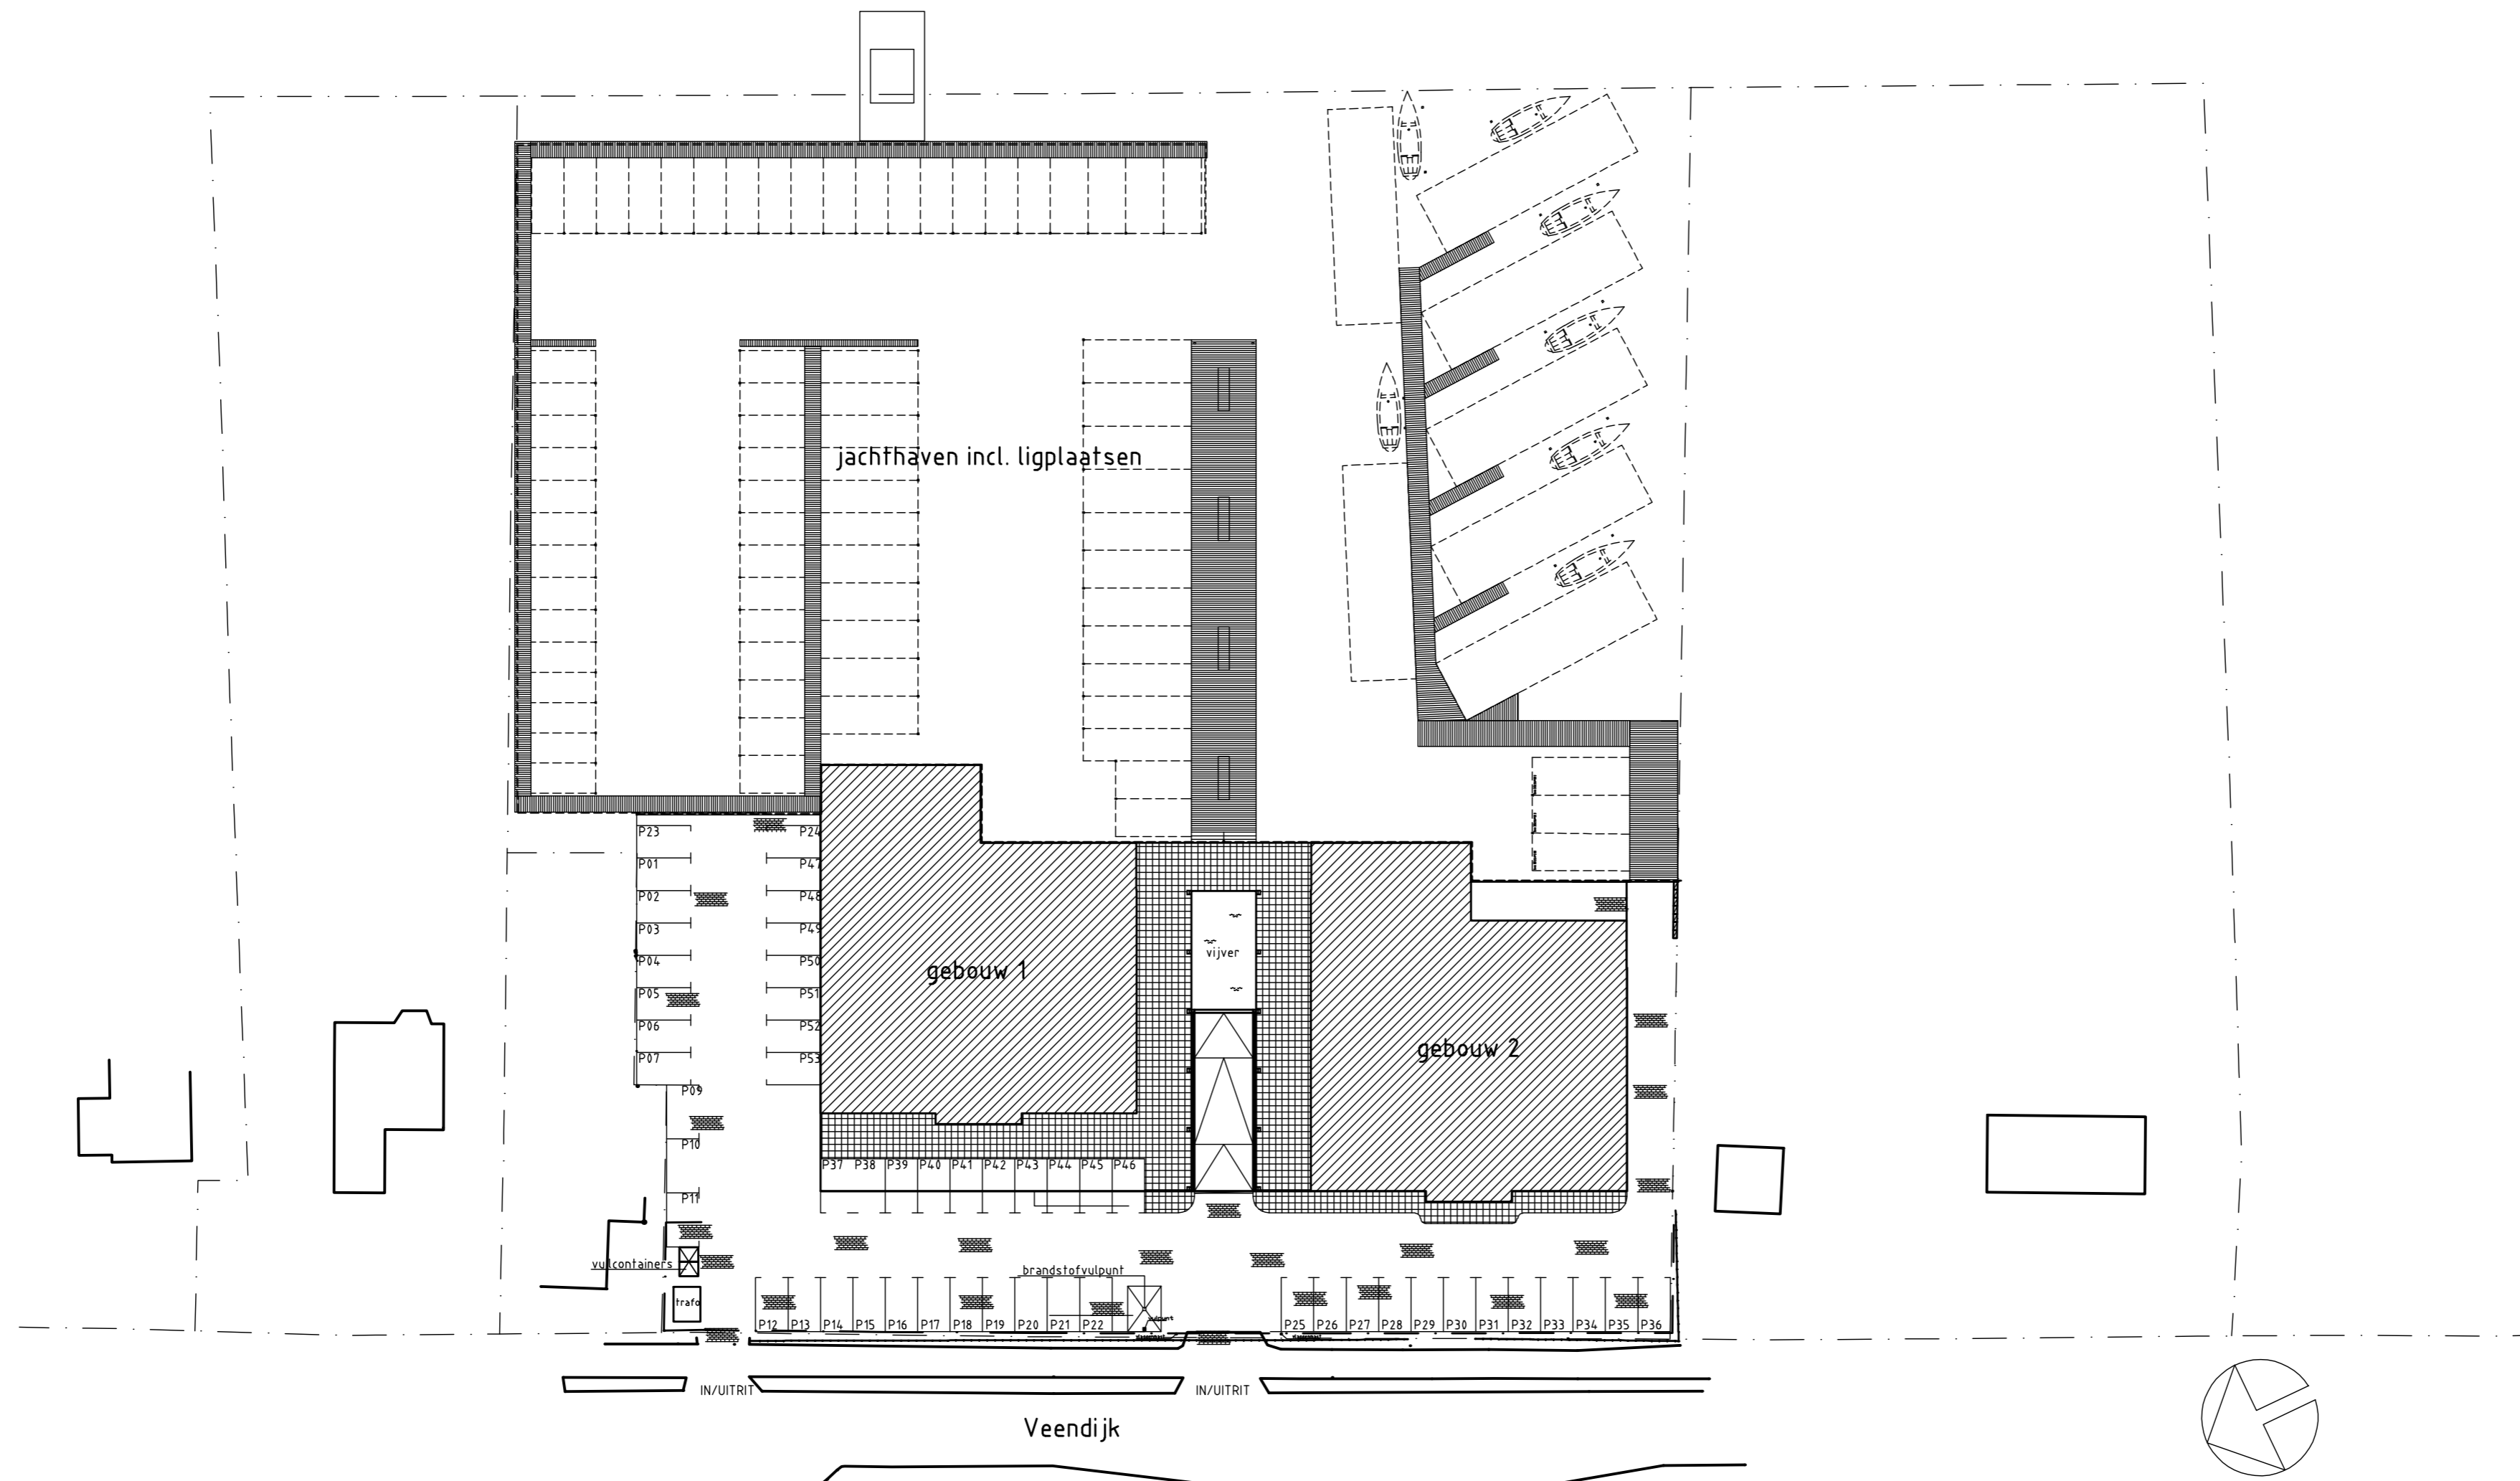 jachthaven incl. ligplaatsen
P23
P24
P01
P47
P02
P48
P03
P49
P04
P50
P05
P51
P06
P52
P07
P53
gebouw 1
vijver
gebouw 2
P09
P10
P11
P37 P38 P39 P40 P41 P42 P43 P44 P45 P46
vuilcontainers
brandstofvulpunt
trafo
P12 P13 P14 P15 P16 P17 P18 P19 P20 P21 P22
P25 P26 P27 P28 P29 P30 P31 P32 P33 P34 P35 P36
IN/UITRIT
IN/UITRIT
Veendijk